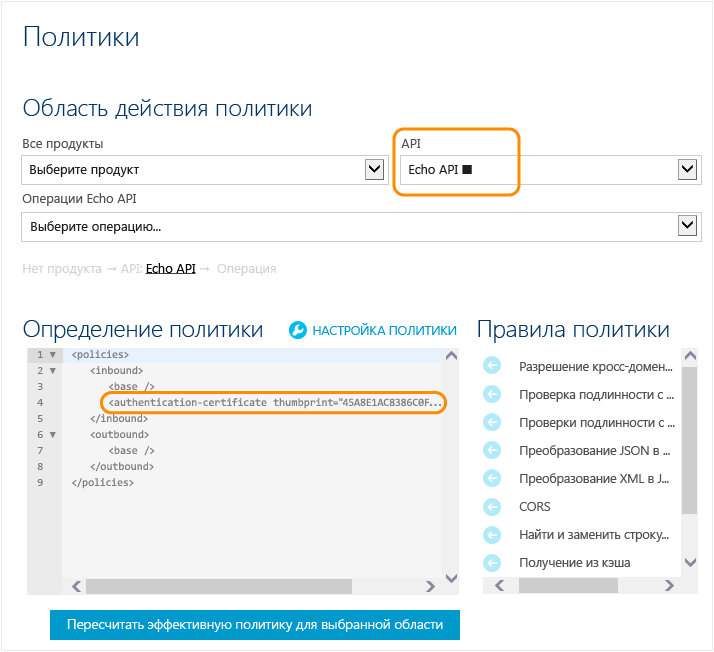 Политики
Область действия политики
Все продукты
API
Выберите продукт
Echo API
Операции Echo API
Выберите операцию...
Нет продукта → API: Echo API → Операция
Определение политики
НАСТРОЙКА ПОЛИТИКИ
Правила политики
1 <policies>
2 <inbound>
3 <base />
4 <authentication-certificate thumbprint="45A8E1AC8386C0F...
5 </inbound>
6 <outbound>
7 <base />
8 </outbound>
9 </policies>
Разрешение кросс-домен...
Проверка подлинности с ...
Проверки подлинности с ...
Преобразование JSON в ...
Преобразование XML в J...
CORS
Найти и заменить строку...
Получение из кэша
Пересчитать эффективную политику для выбранной области